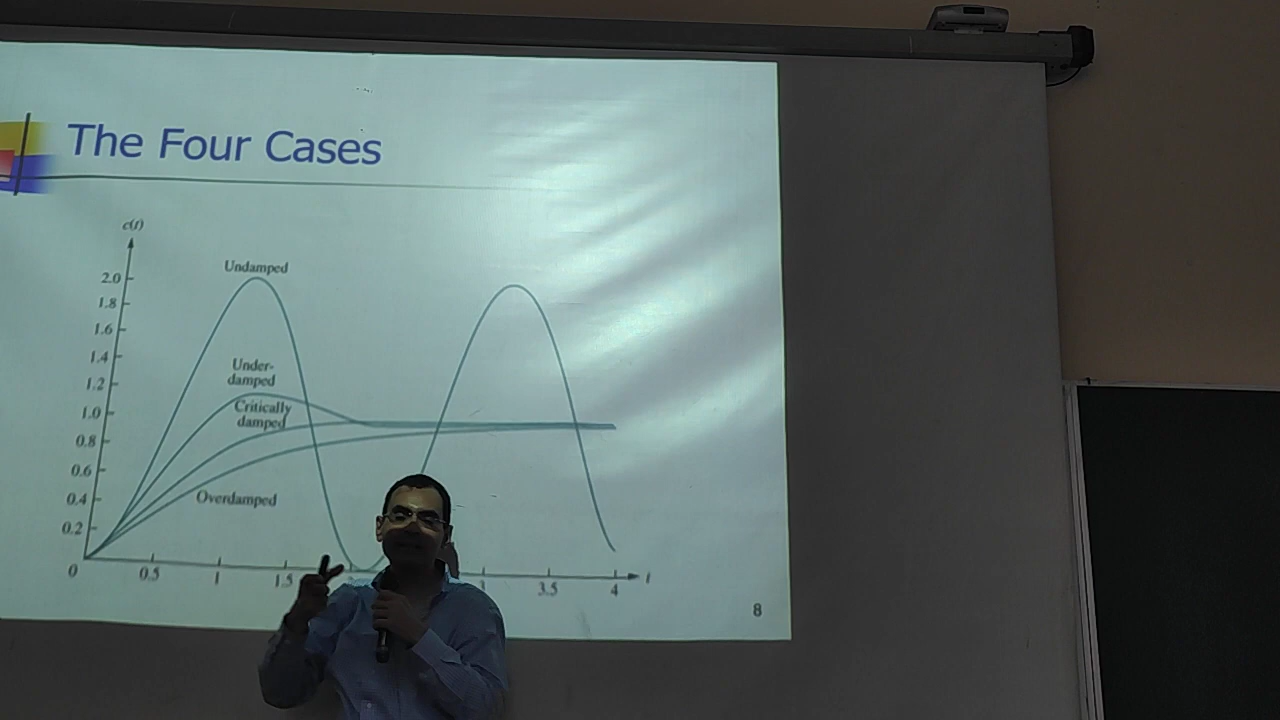 The Four Cases
c(t)
Undamped
2.0
1.8
1.6
1.4
Under-
damped
1.2
Critically
damped
1.0
0.8
0.6
Overdamped
0.4
0.2
0
0.5
1
1.5
3
3.5
4
t
8